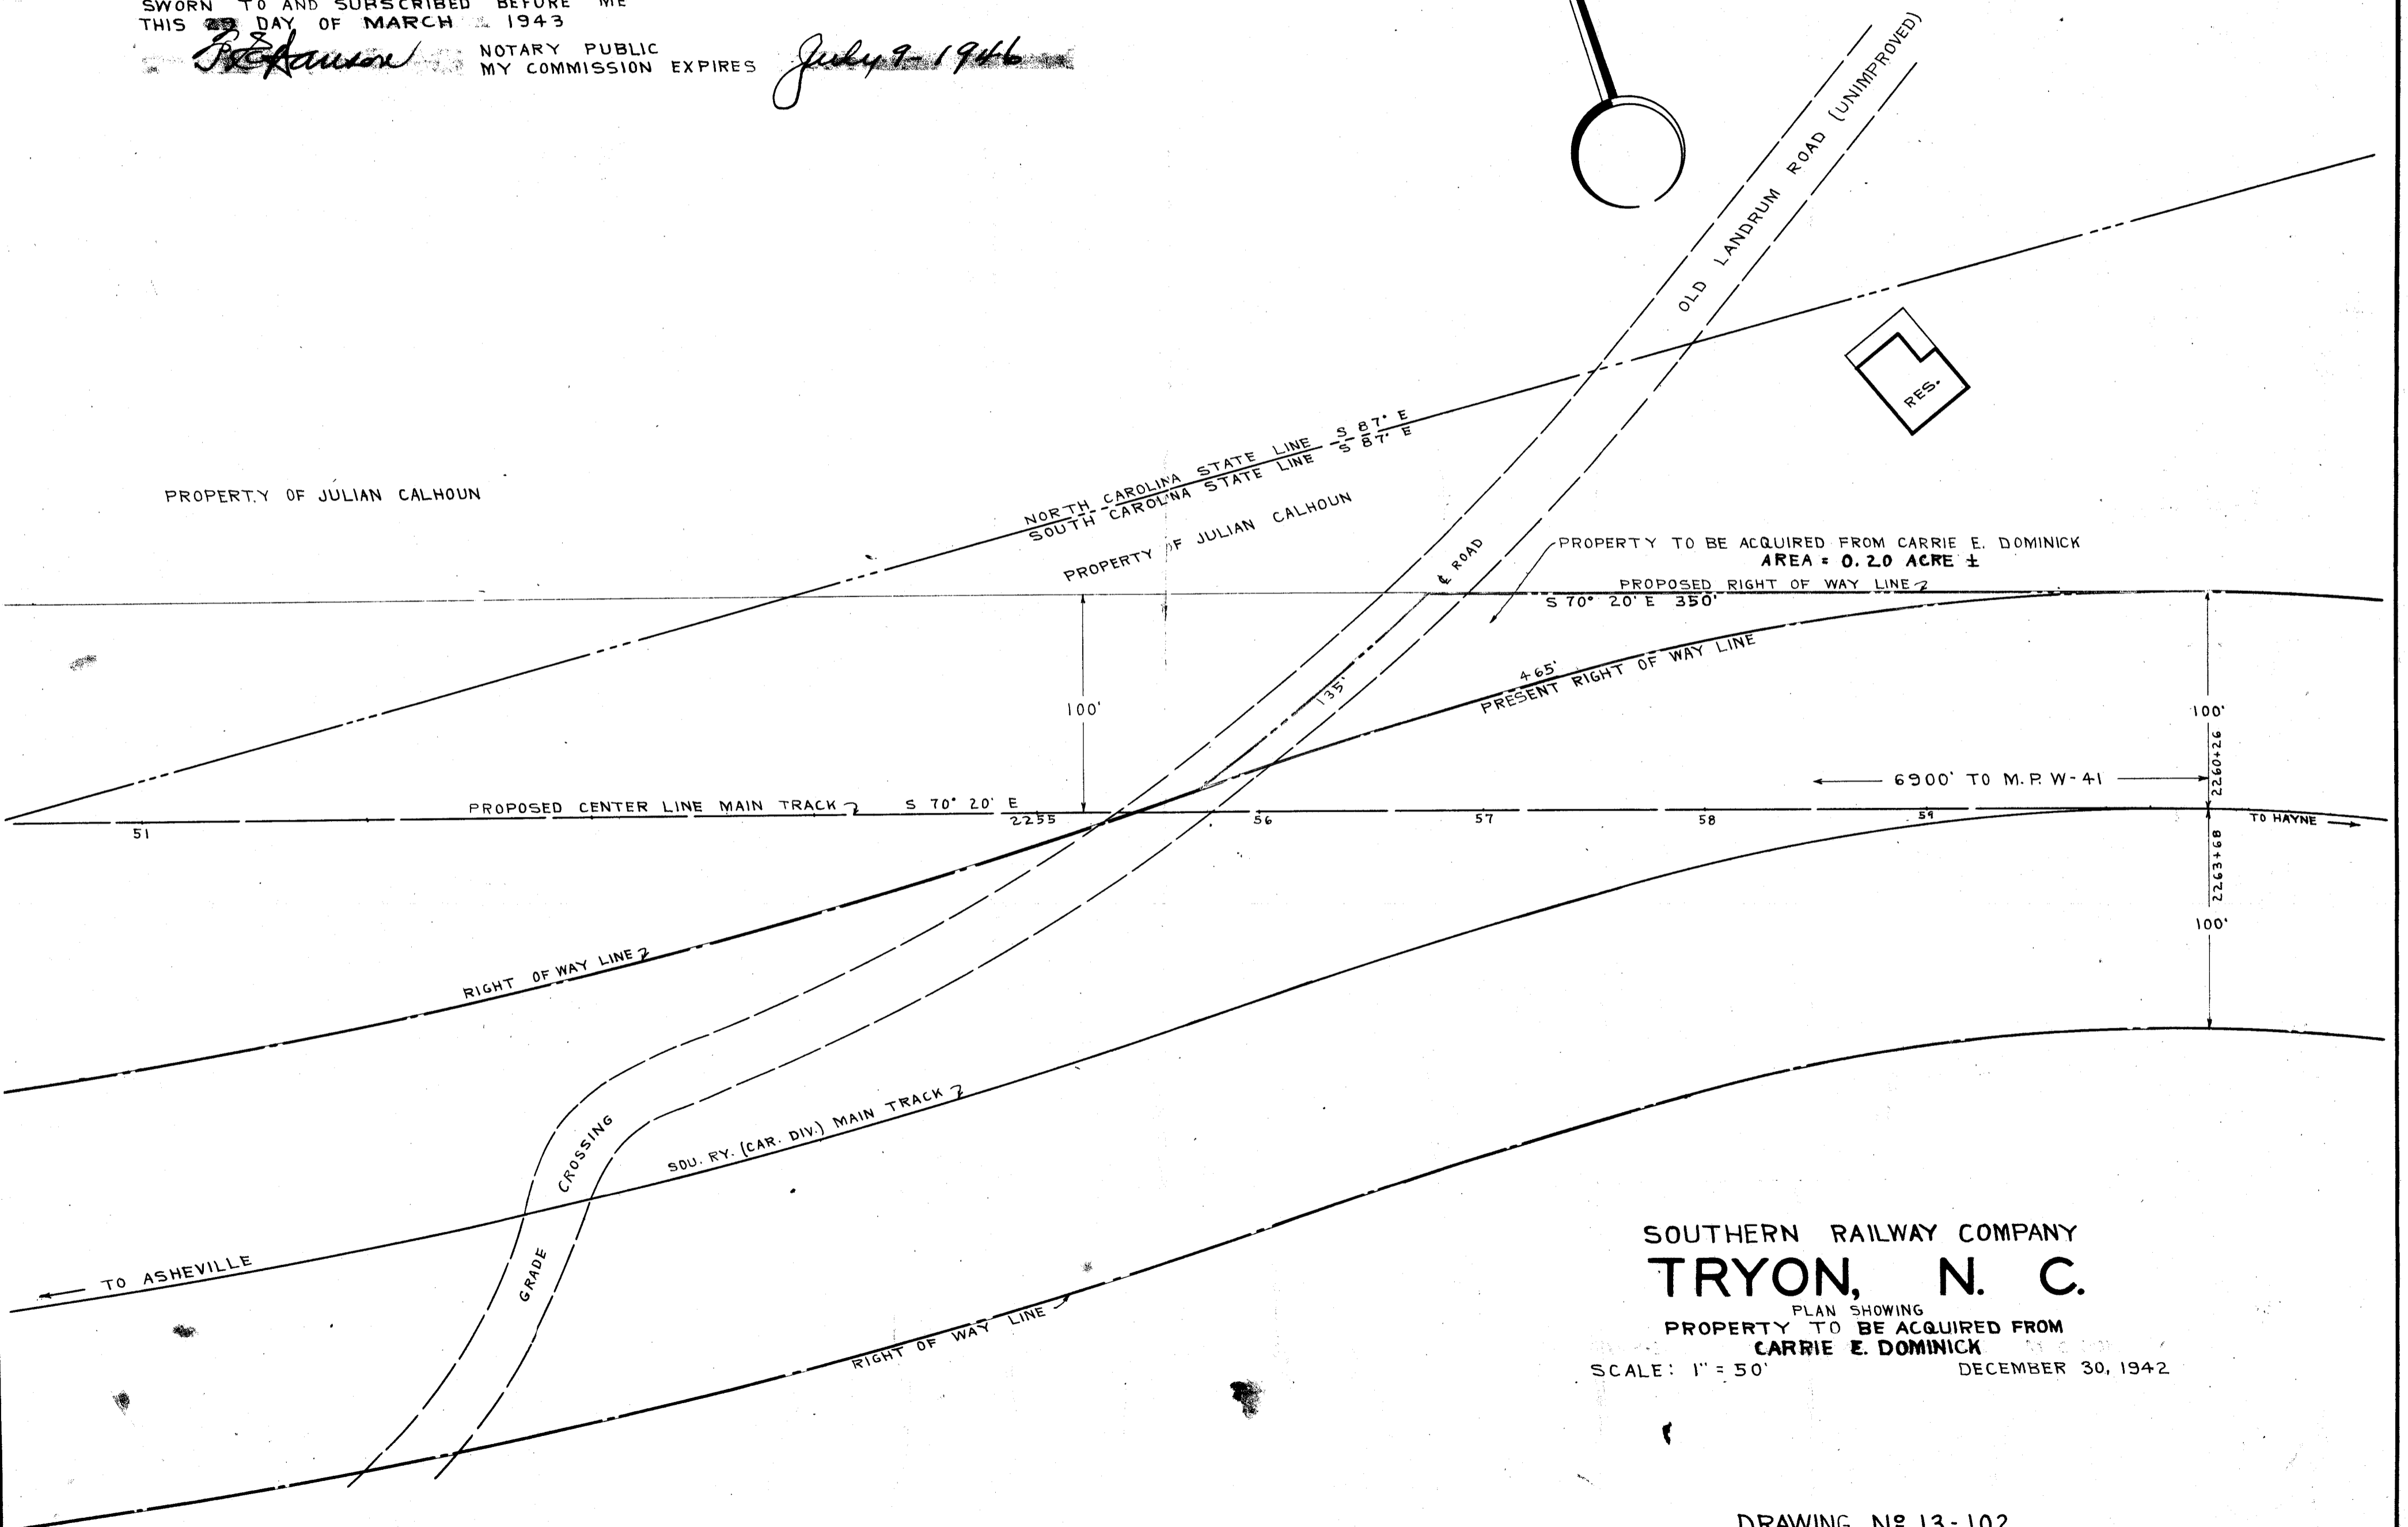 SWORN TO AND SUBSCRIBED BEFORE ME
THIS DAY OF MARCH 1943
NOTARY PUBLIC
MY COMMISSION EXPIRES July 9-1946
OLD LANDRUM ROAD (UNIMPROVED)
RES.
NORTH CAROLINA STATE LINE S 87° E
SOUTH CAROLINA STATE LINE S 87° E
PROPERTY OF JULIAN CALHOUN
PROPERTY OF JULIAN CALHOUN
℄ ROAD
PROPERTY TO BE ACQUIRED FROM CARRIE E. DOMINICK
AREA = 0.20 ACRE ±
PROPOSED RIGHT OF WAY LINE
S 70° 20' E 350'
465'
PRESENT RIGHT OF WAY LINE
135'
100'
100'
2260+26
6900' TO M.P. W-41
PROPOSED CENTER LINE MAIN TRACK S 70° 20' E
51
2255
56
57
58
59
TO HAYNE
2263+68
100'
RIGHT OF WAY LINE
SOU. RY. (CAR. DIV.) MAIN TRACK
CROSSING
GRADE
TO ASHEVILLE
RIGHT OF WAY LINE
SOUTHERN RAILWAY COMPANY
TRYON, N. C.
PLAN SHOWING
PROPERTY TO BE ACQUIRED FROM
CARRIE E. DOMINICK
SCALE: 1" = 50' DECEMBER 30, 1942
DRAWING Nº 13-102